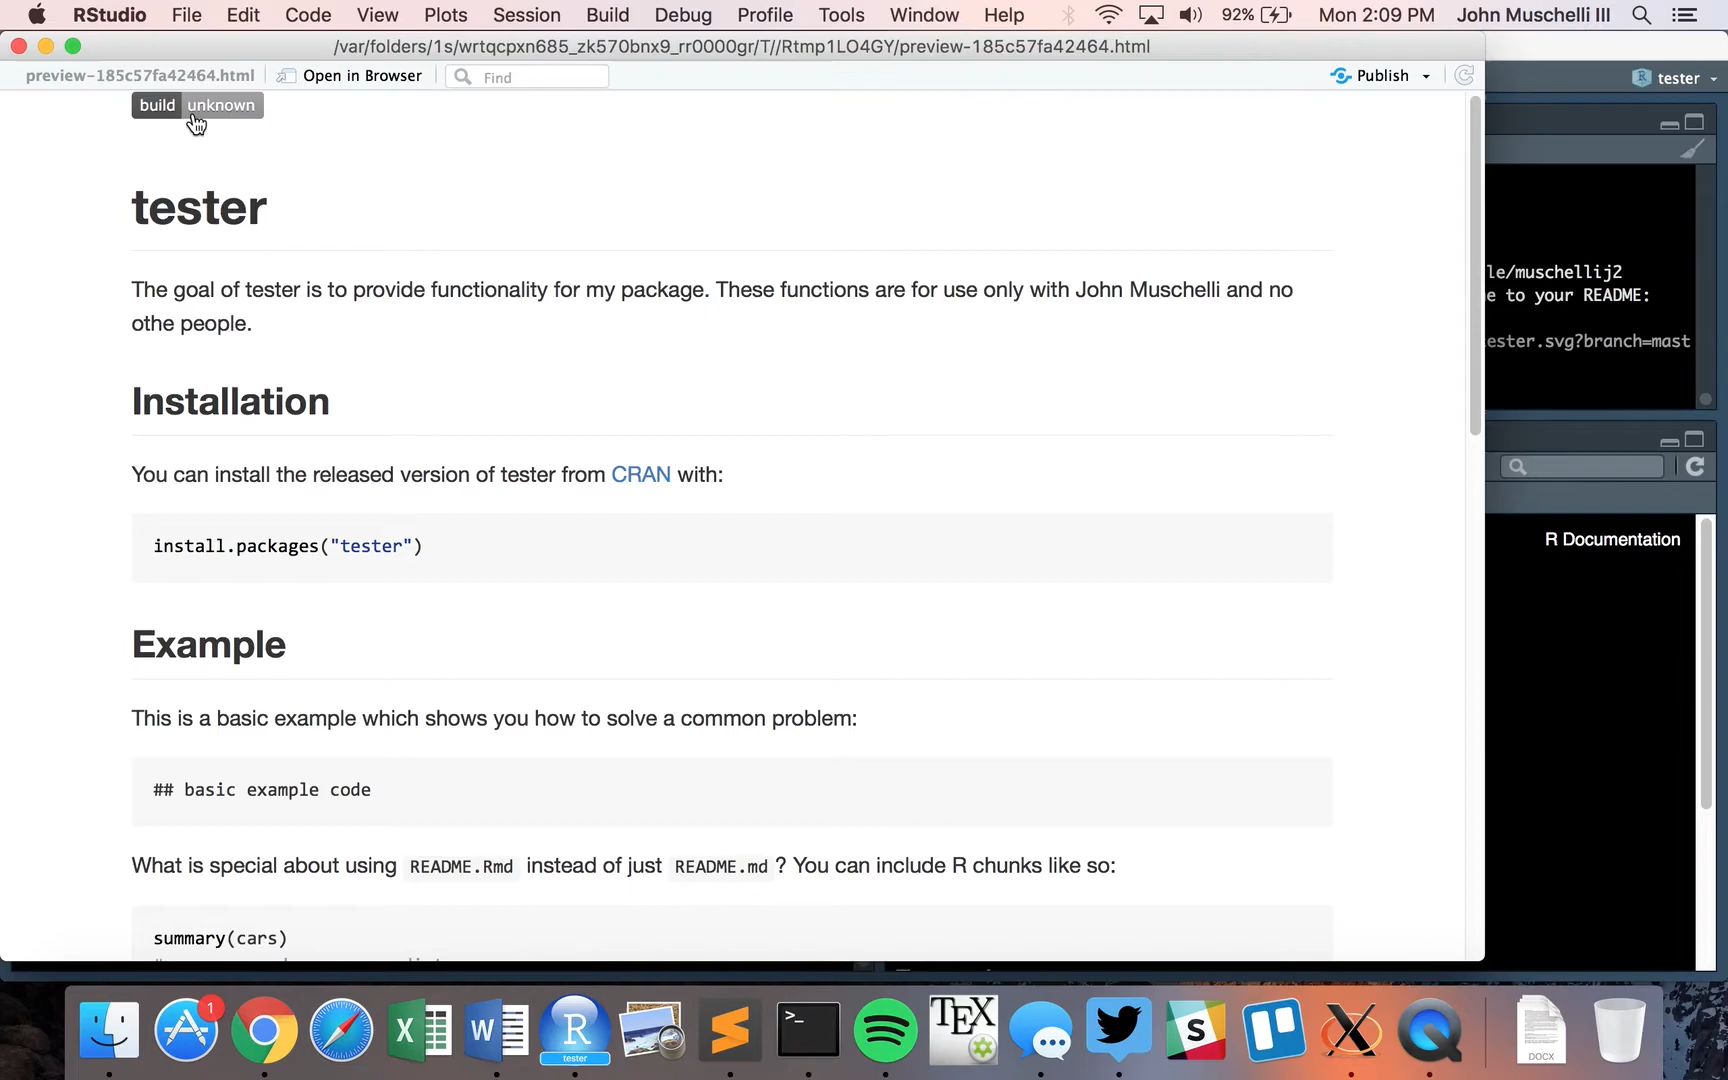 RStudio File Edit Code View Plots Session Build Debug Profile Tools Window Help 92% Mon 2:09 PM John Muschelli III
/var/folders/1s/wrtqcpxn685_zk570bnx9_rr0000gr/T//Rtmp1LO4GY/preview-185c57fa42464.html
preview-185c57fa42464.html Open in Browser Find Publish
tester
build unknown
tester
The goal of tester is to provide functionality for my package. These functions are for use only with John Muschelli and no
othe people.
le/muschellij2
e to your README:
ester.svg?branch=mast
Installation
You can install the released version of tester from CRAN with:
install.packages("tester")
R Documentation
Example
This is a basic example which shows you how to solve a common problem:
## basic example code
What is special about using README.Rmd instead of just README.md ? You can include R chunks like so:
summary(cars)
1
X
W
R
tester
S
>_
TEX
S
X
DOCX